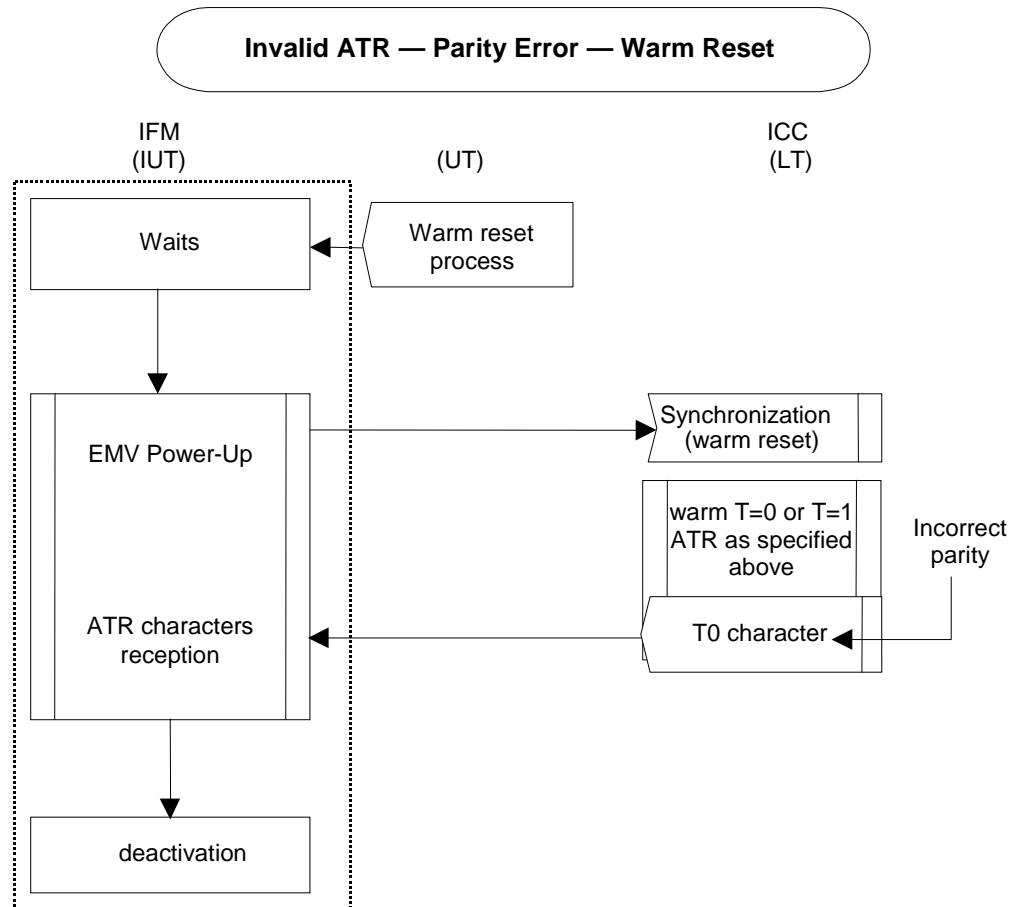 Invalid ATR — Parity Error — Warm Reset
IFM
(IUT)
(UT)
ICC
(LT)
Waits
Warm reset
process
EMV Power-Up
Synchronization
(warm reset)
warm T=0 or T=1
ATR as specified
above
Incorrect
parity
ATR characters
reception
T0 character
deactivation